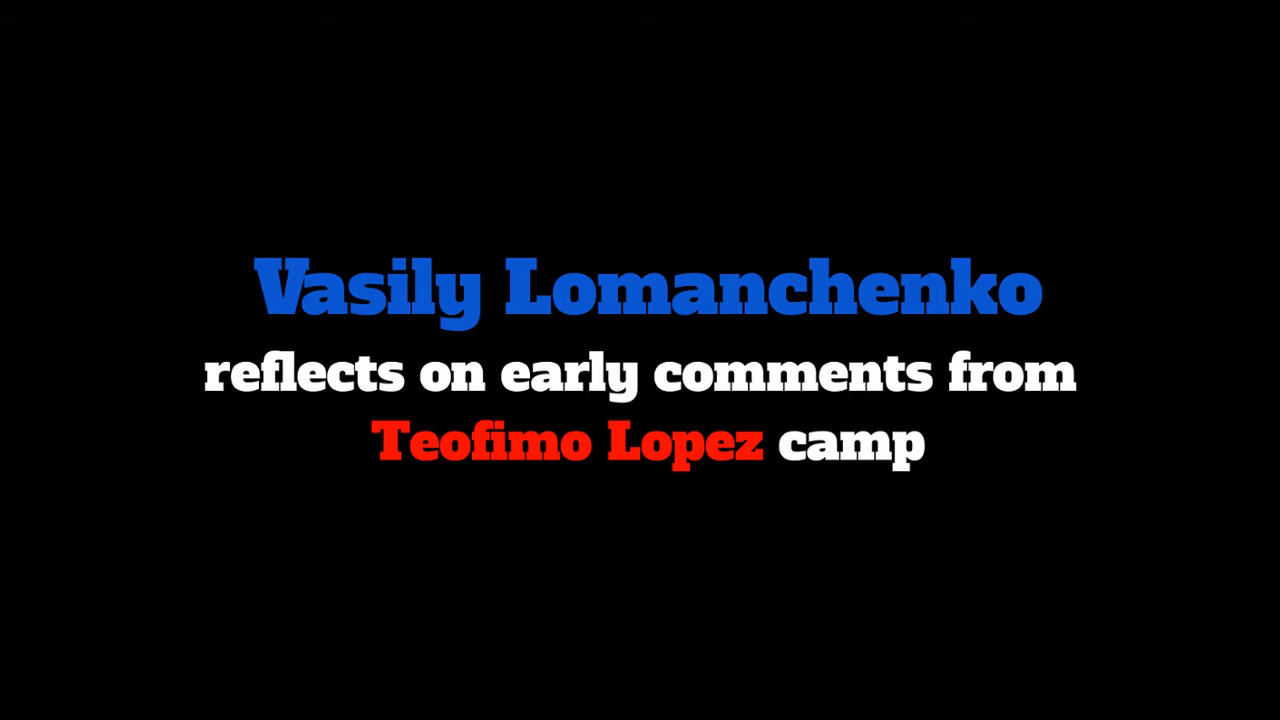 Vasily Lomanchenko
reflects on early comments from
Teofimo Lopez camp